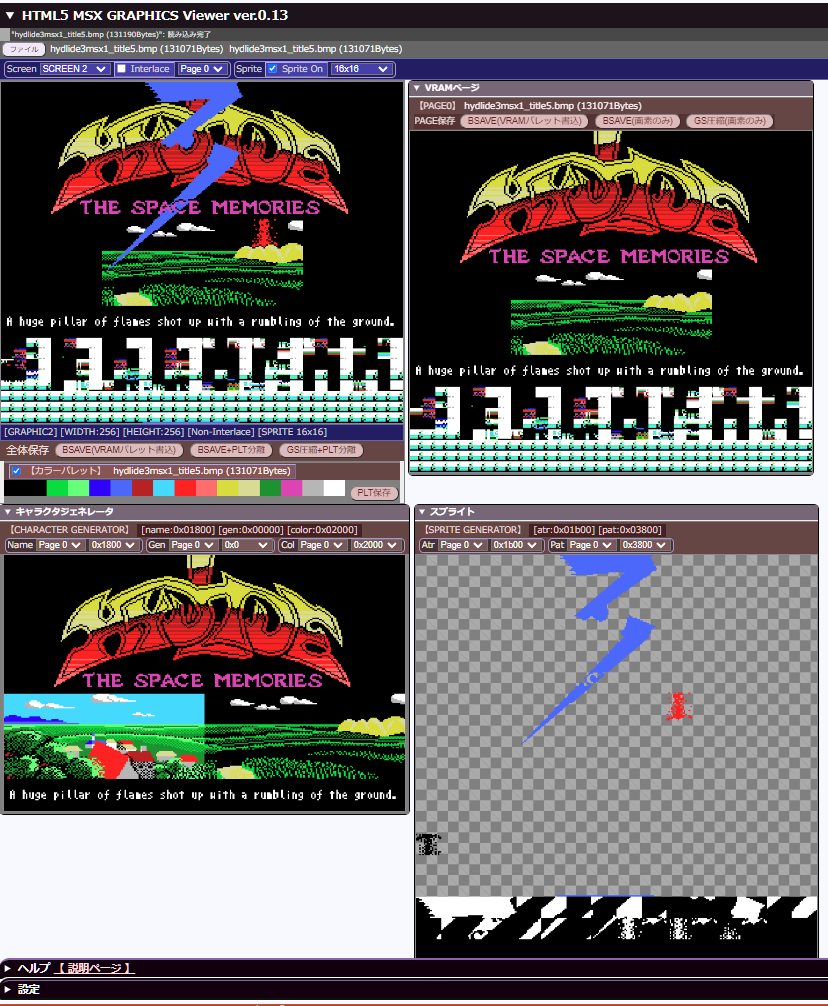 ▼ HTML5 MSX GRAPHICS Viewer ver.0.13
"hydlide3msx1_title5.bmp (131190Bytes)": 読み込み完了
ファイル hydlide3msx1_title5.bmp (131071Bytes) hydlide3msx1_title5.bmp (131071Bytes)
Screen SCREEN 2 Interlace Page 0 Sprite Sprite On 16x16
THE SPACE MEMORIES
A huge pillar of flames shot up with a rumbling of the ground.
[GRAPHIC2] [WIDTH:256] [HEIGHT:256] [Non-Interlace] [SPRITE 16x16]
全体保存 BSAVE(VRAMパレット書込) BSAVE+PLT分離 GS圧縮+PLT分離
【カラーパレット】 hydlide3msx1_title5.bmp (131071Bytes)
PLT保存
▼ VRAMページ
【PAGE0】 hydlide3msx1_title5.bmp (131071Bytes)
PAGE保存 BSAVE(VRAMパレット書込) BSAVE(画素のみ) GS圧縮(画素のみ)
THE SPACE MEMORIES
A huge pillar of flames shot up with a rumbling of the ground.
▼ キャラクタジェネレータ
【CHARACTER GENERATOR】 [name:0x01800] [gen:0x00000] [color:0x02000]
Name Page 0 0x1800 Gen Page 0 0x0 Col Page 0 0x2000
THE SPACE MEMORIES
A huge pillar of flames shot up with a rumbling of the ground.
▼ スプライト
【SPRITE GENERATOR】 [atr:0x01b00] [pat:0x03800]
Atr Page 0 0x1b00 Pat Page 0 0x3800
▶ ヘルプ 【 説明ページ 】
▶ 設定